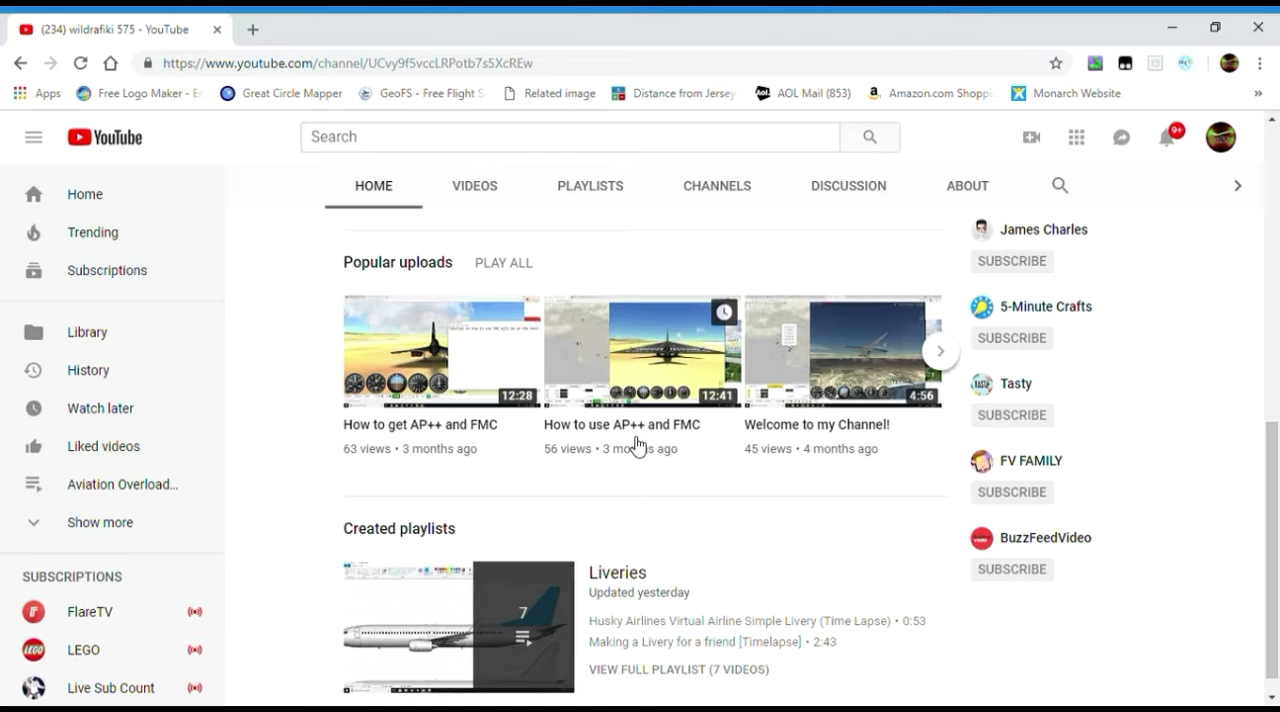 (234) wildrafiki 575 - YouTube
https://www.youtube.com/channel/UCvy9f5vccLRPotb7s5XcREw
Apps
Free Logo Maker - Er
Great Circle Mapper
GeoFS - Free Flight S
Related image
Distance from Jersey
AOL Mail (853)
Amazon.com Shoppi
Monarch Website
YouTube
Search
9+
HOME
VIDEOS
PLAYLISTS
CHANNELS
DISCUSSION
ABOUT
Home
Trending
Subscriptions
Library
History
Watch later
Liked videos
Aviation Overload...
Show more
SUBSCRIPTIONS
FlareTV
LEGO
Live Sub Count
Popular uploads PLAY ALL
12:28
12:41
4:56
How to get AP++ and FMC
63 views • 3 months ago
How to use AP++ and FMC
56 views • 3 months ago
Welcome to my Channel!
45 views • 4 months ago
Created playlists
7
Liveries
Updated yesterday
Husky Airlines Virtual Airline Simple Livery (Time Lapse) • 0:53
Making a Livery for a friend [Timelapse] • 2:43
VIEW FULL PLAYLIST (7 VIDEOS)
James Charles
SUBSCRIBE
5-Minute Crafts
SUBSCRIBE
Tasty
SUBSCRIBE
FV FAMILY
SUBSCRIBE
BuzzFeedVideo
SUBSCRIBE